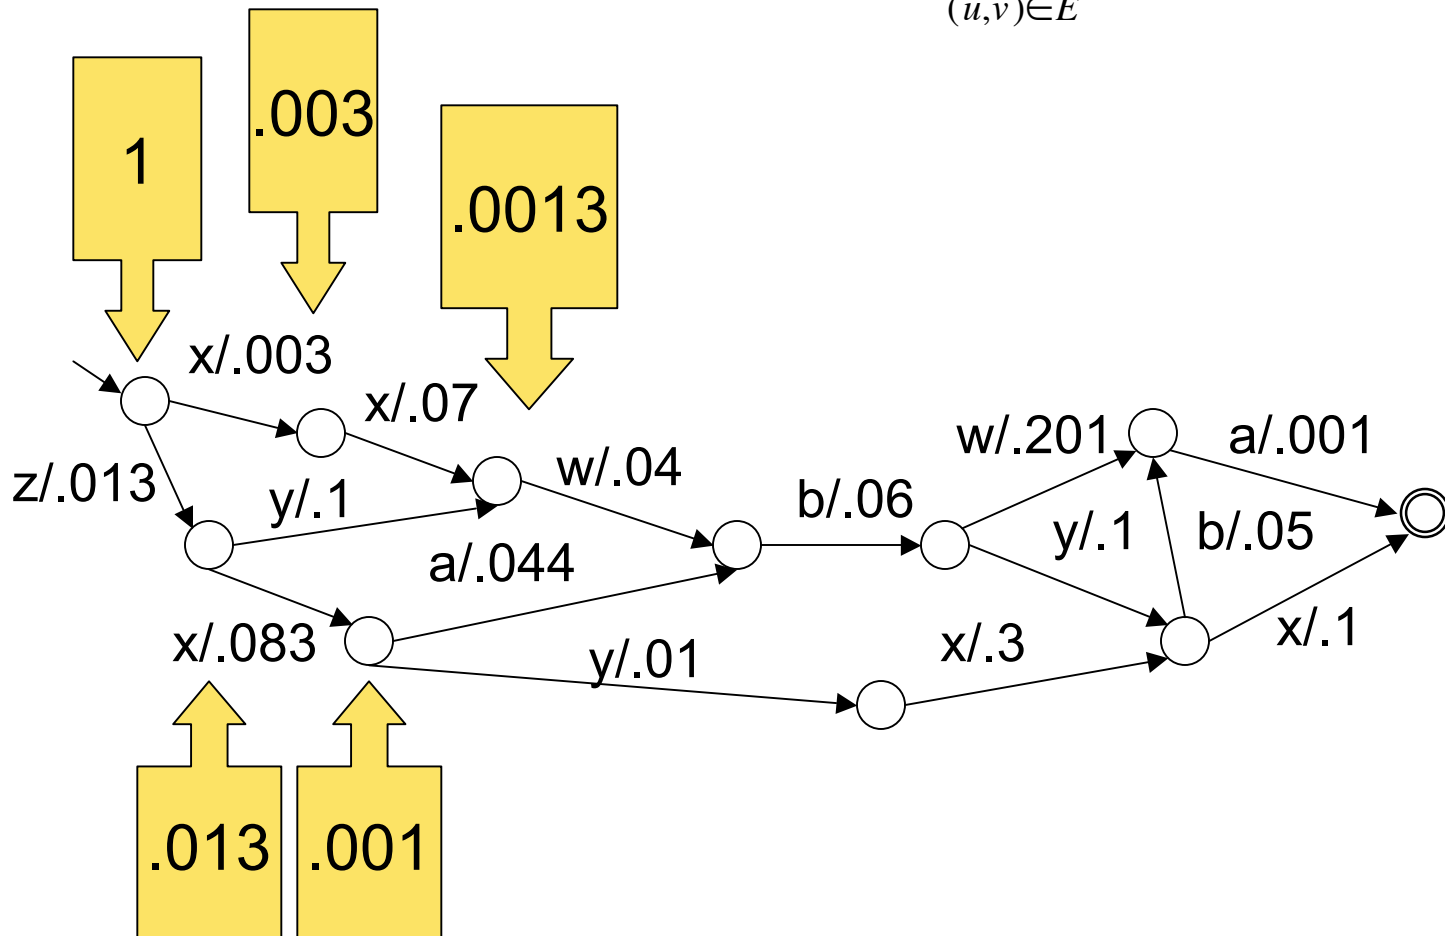 (u,v)∈E
1
.003
.0013
x/.003
x/.07
z/.013
y/.1
w/.04
a/.044
b/.06
w/.201
a/.001
y/.1
b/.05
x/.083
y/.01
x/.3
x/.1
.013
.001